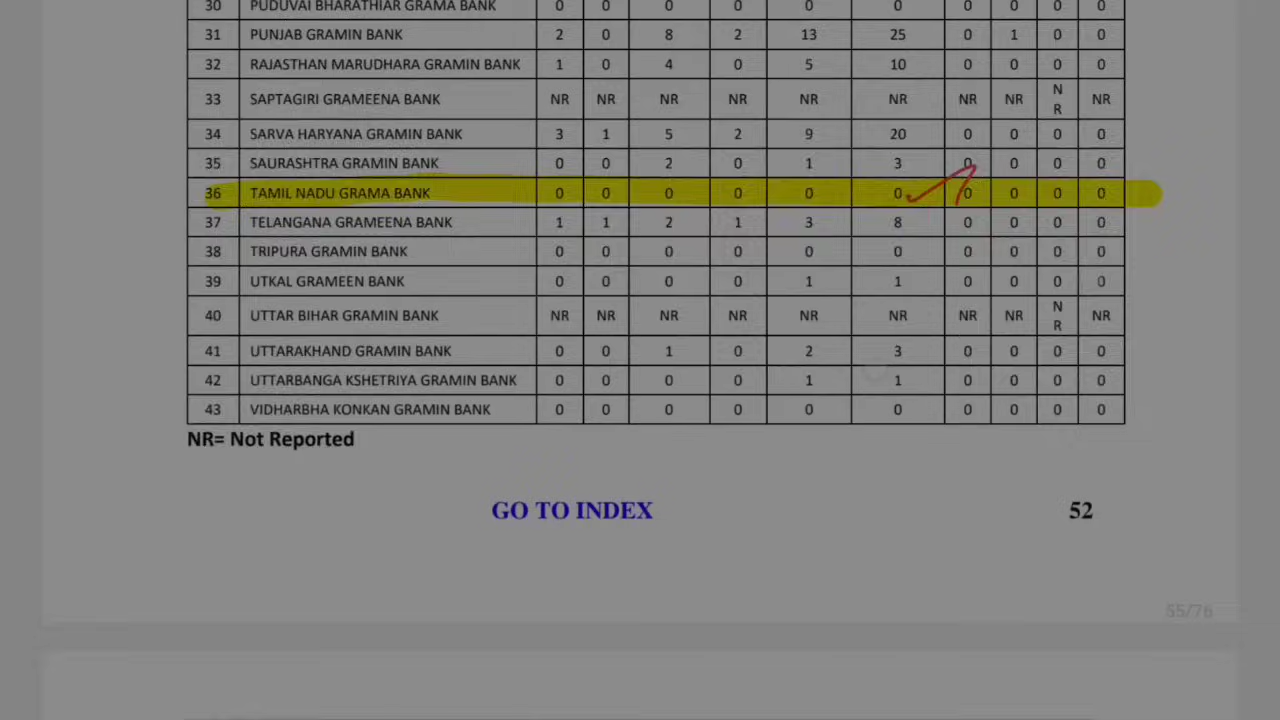 30 PUDUVAI BHARATHIAR GRAMA BANK 0 0 0 0 0 0 0 0 0 0
31 PUNJAB GRAMIN BANK 2 0 8 2 13 25 0 1 0 0
32 RAJASTHAN MARUDHARA GRAMIN BANK 1 0 4 0 5 10 0 0 0 0
33 SAPTAGIRI GRAMEENA BANK NR NR NR NR NR NR NR NR NR NR
34 SARVA HARYANA GRAMIN BANK 3 1 5 2 9 20 0 0 0 0
35 SAURASHTRA GRAMIN BANK 0 0 2 0 1 3 0 0 0 0
36 TAMIL NADU GRAMA BANK 0 0 0 0 0 0 0 0 0 0
37 TELANGANA GRAMEENA BANK 1 1 2 1 3 8 0 0 0 0
38 TRIPURA GRAMIN BANK 0 0 0 0 0 0 0 0 0 0
39 UTKAL GRAMEEN BANK 0 0 0 0 1 1 0 0 0 0
40 UTTAR BIHAR GRAMIN BANK NR NR NR NR NR NR NR NR NR NR
41 UTTARAKHAND GRAMIN BANK 0 0 1 0 2 3 0 0 0 0
42 UTTARBANGA KSHETRIYA GRAMIN BANK 0 0 0 0 1 1 0 0 0 0
43 VIDHARBHA KONKAN GRAMIN BANK 0 0 0 0 0 0 0 0 0 0
NR= Not Reported
GO TO INDEX 52
55/76